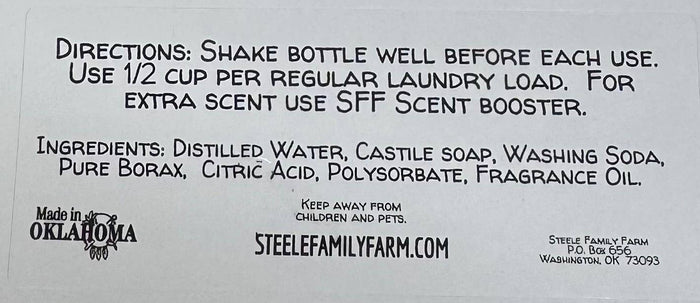 DIRECTIONS: SHAKE BOTTLE WELL BEFORE EACH USE.
USE 1/2 CUP PER REGULAR LAUNDRY LOAD. FOR
EXTRA SCENT USE SFF SCENT BOOSTER.
INGREDIENTS: DISTILLED WATER, CASTILE SOAP, WASHING SODA,
PURE BORAX, CITRIC ACID, POLYSORBATE, FRAGRANCE OIL.
Made in
OKLAHOMA
KEEP AWAY FROM
CHILDREN AND PETS.
STEELEFAMILYFARM.COM
STEELE FAMILY FARM
P.O. BOX 656
WASHINGTON, OK 73093